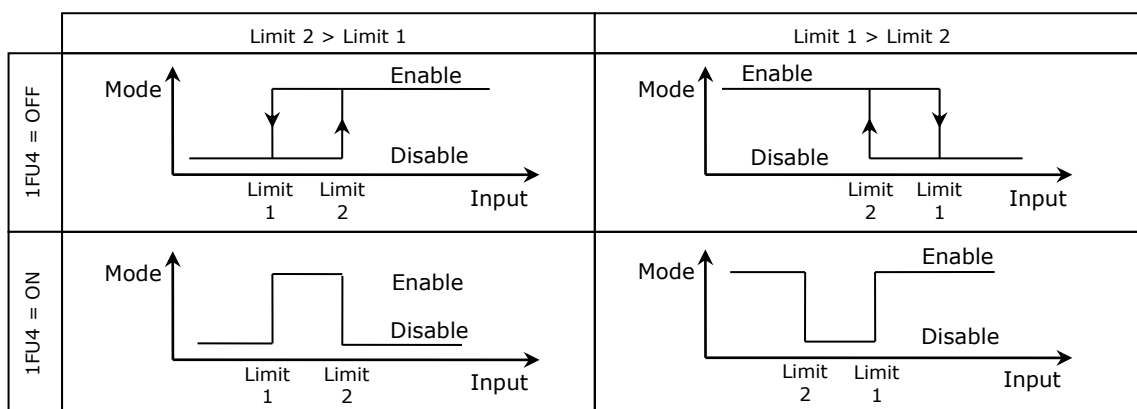 Limit 2 > Limit 1
Limit 1 > Limit 2
1FU4 = OFF
Mode
Enable
Disable
Limit
1
Limit
2
Input
Mode
Enable
Disable
Limit
2
Limit
1
Input
1FU4 = ON
Mode
Enable
Disable
Limit
1
Limit
2
Input
Mode
Enable
Disable
Limit
2
Limit
1
Input